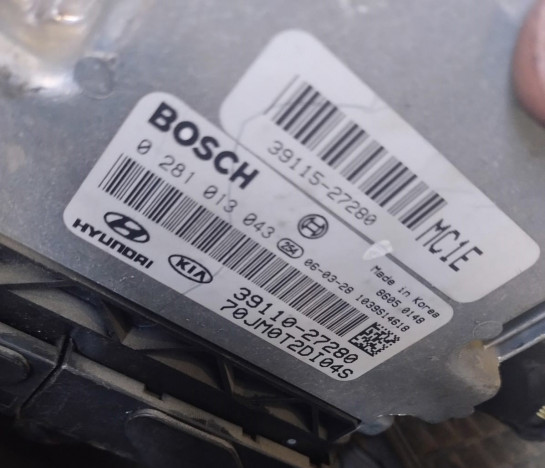 39115-27280
MC1E
BOSCH
0 281 013 043
254
06-03-28 1039S14618
Made in Korea
8605 0148
HYUNDAI
KIA
39110-27280
70JM0T2DI04S